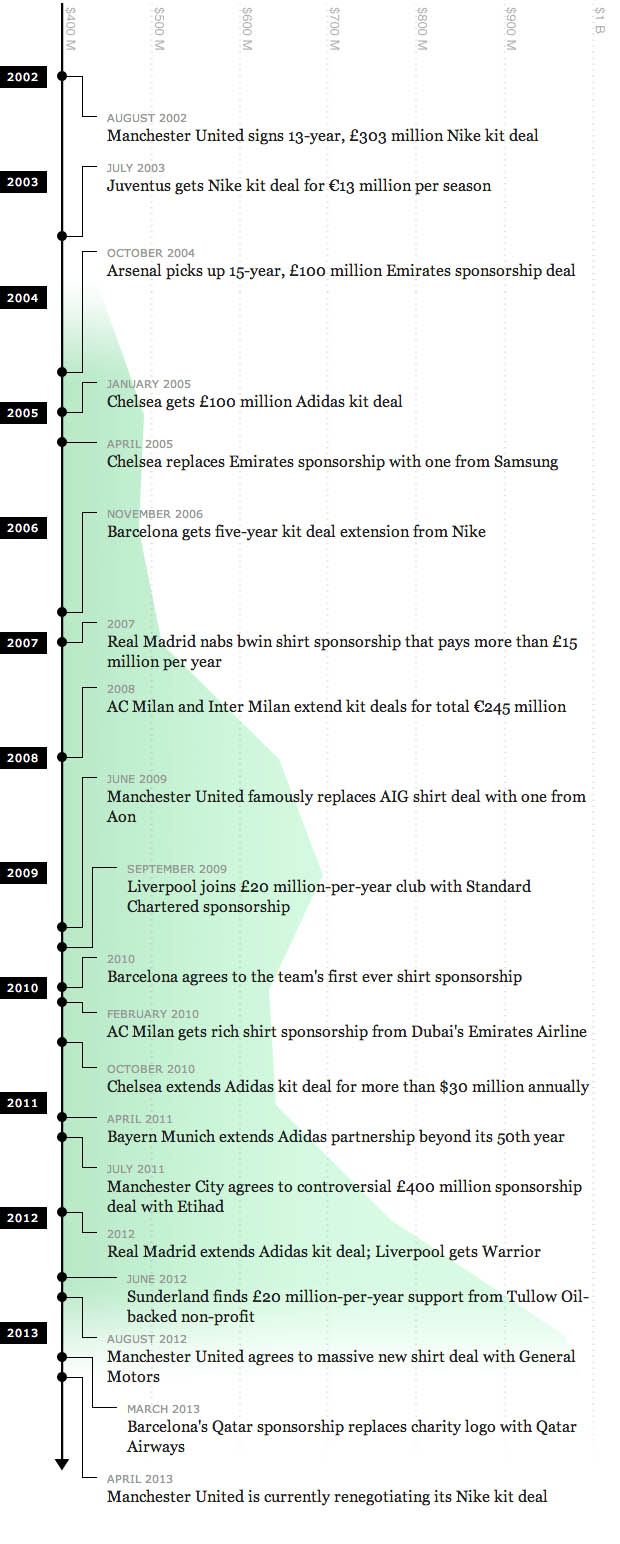 $400 M
$500 M
$600 M
$700 M
$800 M
$900 M
$1 B
2002
AUGUST 2002
Manchester United signs 13-year, £303 million Nike kit deal
JULY 2003
2003
Juventus gets Nike kit deal for €13 million per season
OCTOBER 2004
Arsenal picks up 15-year, £100 million Emirates sponsorship deal
2004
JANUARY 2005
Chelsea gets £100 million Adidas kit deal
2005
APRIL 2005
Chelsea replaces Emirates sponsorship with one from Samsung
NOVEMBER 2006
2006
Barcelona gets five-year kit deal extension from Nike
2007
2007
Real Madrid nabs bwin shirt sponsorship that pays more than £15
million per year
2008
AC Milan and Inter Milan extend kit deals for total €245 million
2008
JUNE 2009
Manchester United famously replaces AIG shirt deal with one from
Aon
2009
SEPTEMBER 2009
Liverpool joins £20 million-per-year club with Standard
Chartered sponsorship
2010
Barcelona agrees to the team's first ever shirt sponsorship
2010
FEBRUARY 2010
AC Milan gets rich shirt sponsorship from Dubai's Emirates Airline
OCTOBER 2010
Chelsea extends Adidas kit deal for more than $30 million annually
2011
APRIL 2011
Bayern Munich extends Adidas partnership beyond its 50th year
JULY 2011
Manchester City agrees to controversial £400 million sponsorship
deal with Etihad
2012
2012
Real Madrid extends Adidas kit deal; Liverpool gets Warrior
JUNE 2012
Sunderland finds £20 million-per-year support from Tullow Oil-
backed non-profit
2013
AUGUST 2012
Manchester United agrees to massive new shirt deal with General
Motors
MARCH 2013
Barcelona's Qatar sponsorship replaces charity logo with Qatar
Airways
APRIL 2013
Manchester United is currently renegotiating its Nike kit deal